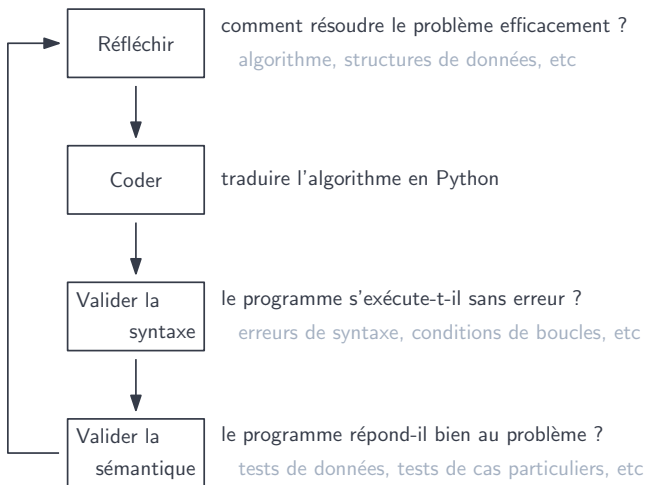 Réfléchir
comment résoudre le problème efficacement ?
algorithme, structures de données, etc
Coder
traduire l'algorithme en Python
Valider la
syntaxe
le programme s'exécute-t-il sans erreur ?
erreurs de syntaxe, conditions de boucles, etc
Valider la
sémantique
le programme répond-il bien au problème ?
tests de données, tests de cas particuliers, etc